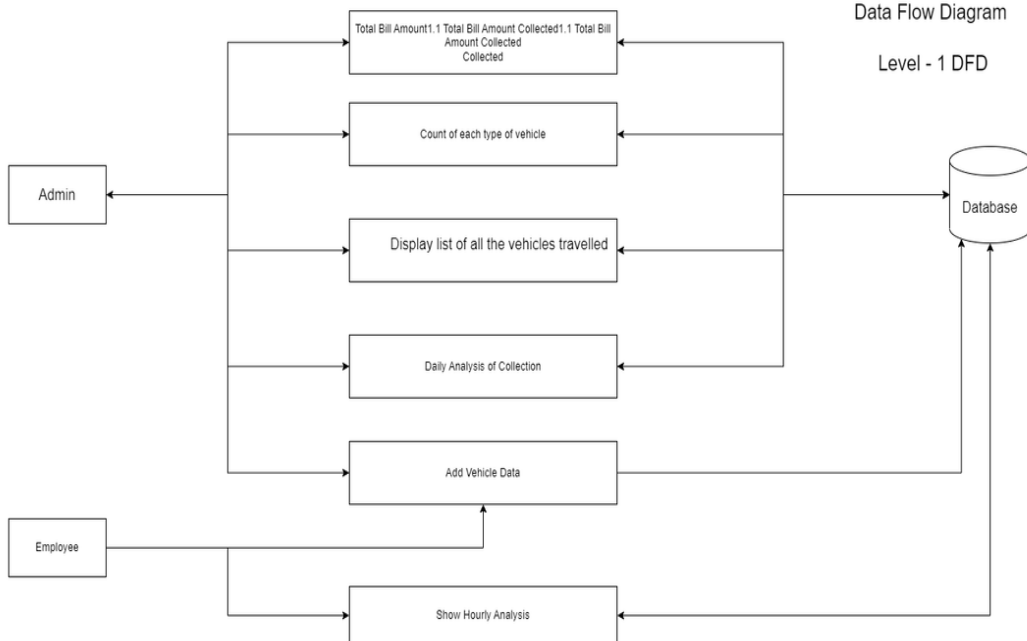 Data Flow Diagram
Level - 1 DFD
Total Bill Amount1.1 Total Bill Amount Collected1.1 Total Bill
Amount Collected
Collected
Count of each type of vehicle
Admin
Database
Display list of all the vehicles travelled
Daily Analysis of Collection
Add Vehicle Data
Employee
Show Hourly Analysis